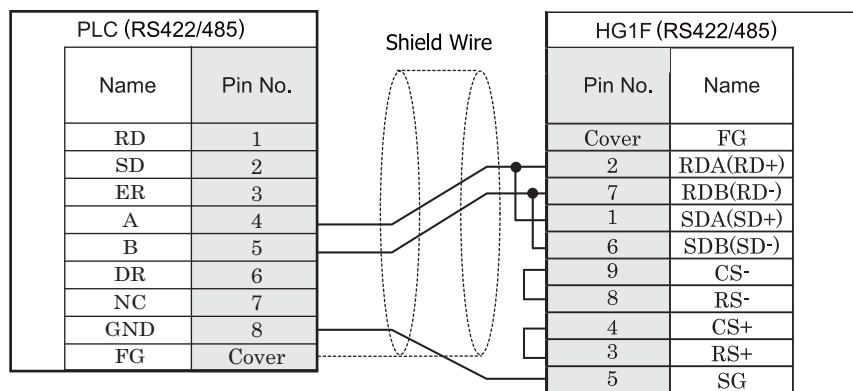 PLC (RS422/485)
Shield Wire
HG1F (RS422/485)
Name Pin No.
Pin No. Name
RD 1
Cover FG
SD 2
2 RDA(RD+)
ER 3
7 RDB(RD-)
A 4
1 SDA(SD+)
B 5
6 SDB(SD-)
DR 6
9 CS-
NC 7
8 RS-
GND 8
4 CS+
FG Cover
3 RS+
5 SG